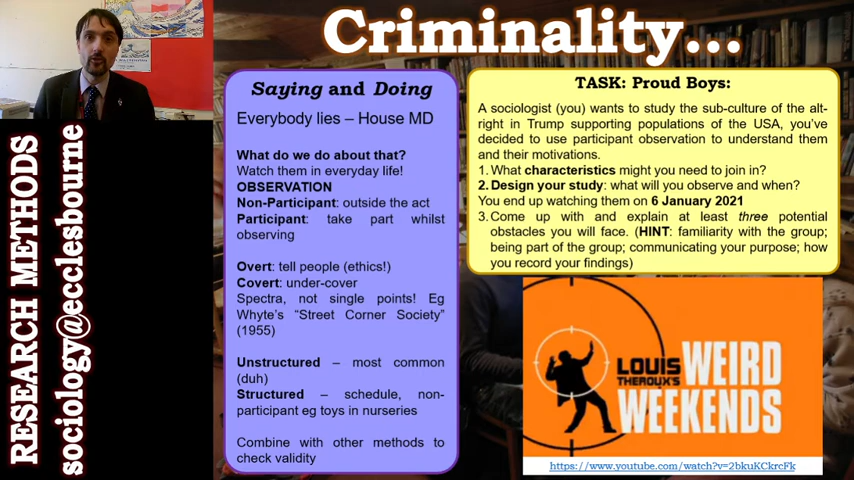 Criminality...
RESEARCH METHODS
sociology@ecclesbourne
Saying and Doing
Everybody lies – House MD
What do we do about that?
Watch them in everyday life!
OBSERVATION
Non-Participant: outside the act
Participant: take part whilst
observing
Overt: tell people (ethics!)
Covert: under-cover
Spectra, not single points! Eg
Whyte's “Street Corner Society”
(1955)
Unstructured – most common
(duh)
Structured – schedule, non-
participant eg toys in nurseries
Combine with other methods to
check validity
TASK: Proud Boys:
A sociologist (you) wants to study the sub-culture of the alt-
right in Trump supporting populations of the USA, you've
decided to use participant observation to understand them
and their motivations.
1. What characteristics might you need to join in?
2. Design your study: what will you observe and when?
You end up watching them on 6 January 2021
3. Come up with and explain at least three potential
obstacles you will face. (HINT: familiarity with the group;
being part of the group; communicating your purpose; how
you record your findings)
LOUIS
THEROUX'S
WEIRD
WEEKENDS
https://www.youtube.com/watch?v=2bkuKCkrcFk